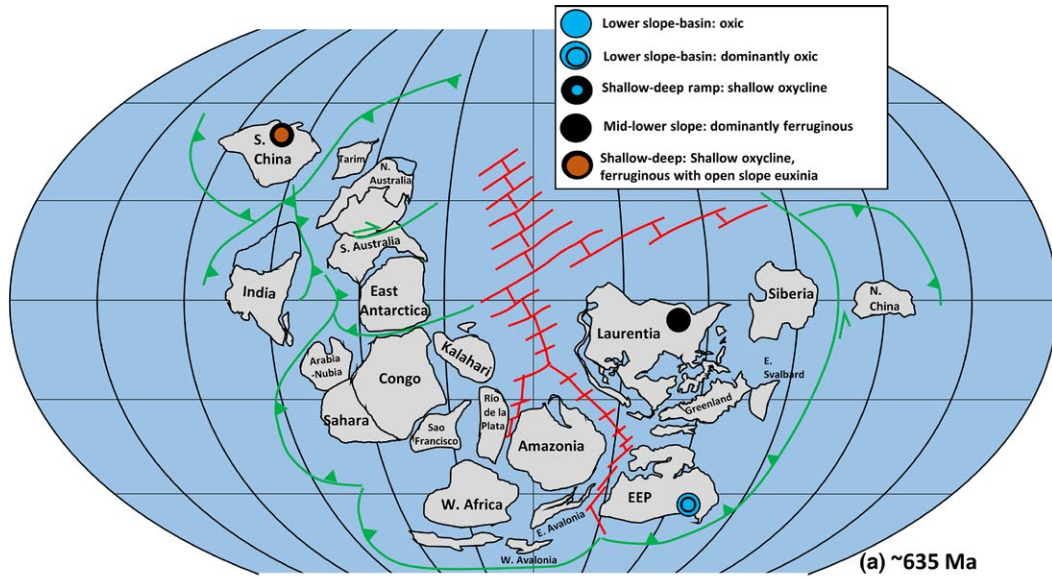 Lower slope-basin: oxic
Lower slope-basin: dominantly oxic
Shallow-deep ramp: shallow oxycline
Mid-lower slope: dominantly ferruginous
Shallow-deep: Shallow oxycline,
ferruginous with open slope euxinia
S.
China
Tarim
N.
Australia
S. Australia
India
East
Antarctica
Siberia
N.
China
Laurentia
Kalahari
Arabia
-Nubia
Congo
E.
Svalbard
Greenland
Sahara
Rio
de la
Plata
Sao
Francisco
Amazonia
W. Africa
EEP
E. Avalonia
W. Avalonia
(a) ~635 Ma